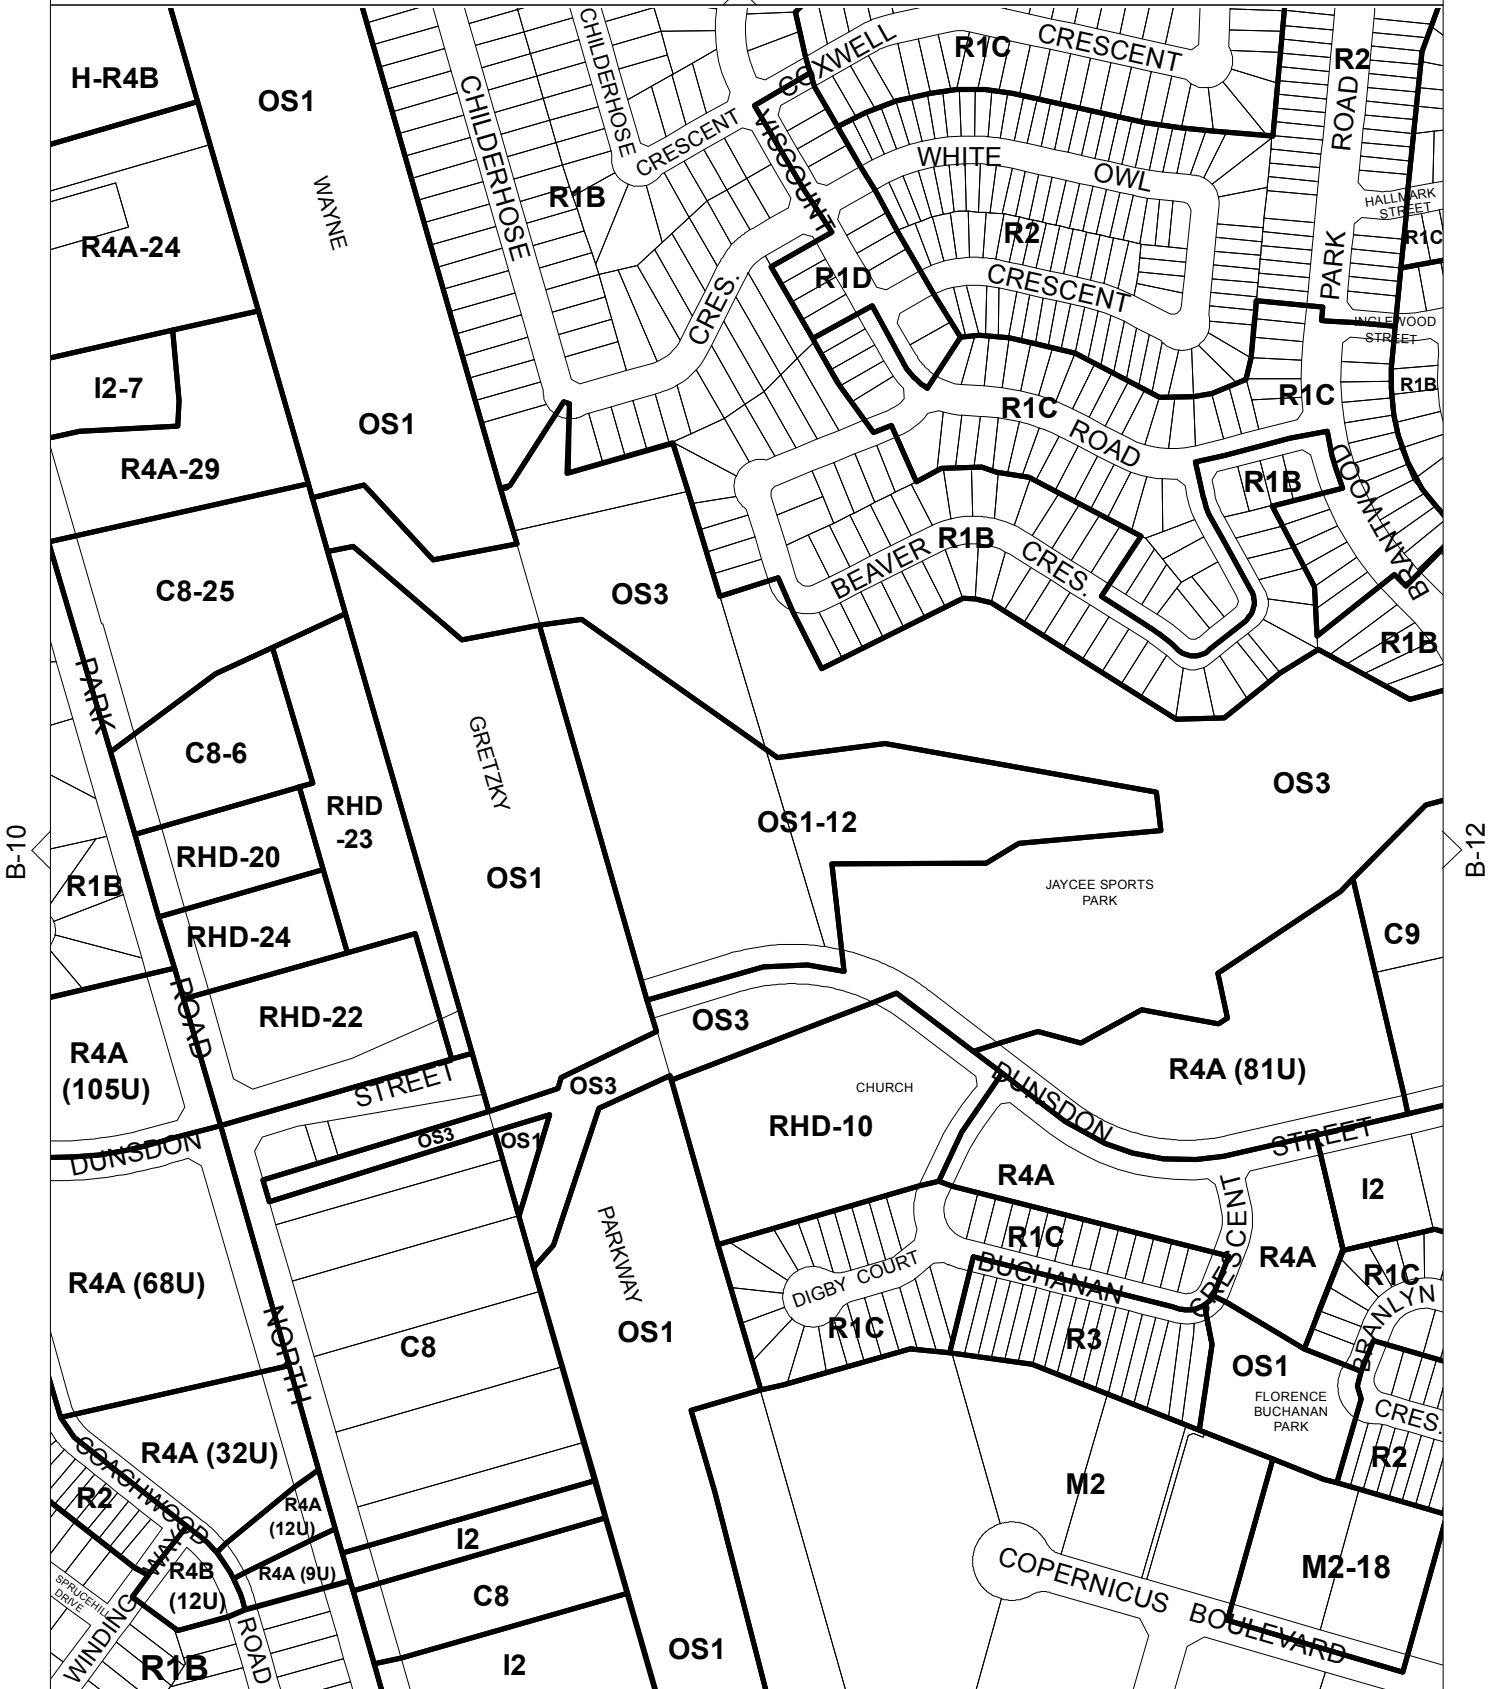 COXWELL
CRESCENT
R1C
R2
H-R4B
OS1
CHILDERHOSE
CHILDERHOSE
CRESCENT
VISCOUNT
ROAD
WHITE
OWL
WAYNE
R1B
HALLMARK
STREET
R4A-24
R2
R1C
PARK
R1D
CRESCENT
CRES.
INGLEWOOD
STREET
I2-7
R1C
R1B
R1C
OS1
ROAD
R4A-29
R1B
BRANTWOOD
C8-25
OS3
BEAVER
R1B
CRES.
R1B
PARK
C8-6
GRETZKY
OS3
RHD
-23
OS1-12
B-10
B-12
RHD-20
R1B
OS1
JAYCEE SPORTS
PARK
RHD-24
C9
ROAD
RHD-22
OS3
R4A
(105U)
R4A (81U)
STREET
OS3
CHURCH
DUNSDON
RHD-10
DUNSDON
OS3
OS1
STREET
R4A
I2
CRESCENT
PARKWAY
R1C
R4A
R4A (68U)
DIGBY COURT
BUCHANAN
R1C
BRANLYN
NORTH
C8
OS1
R1C
R3
OS1
FLORENCE
BUCHANAN
PARK
CRES.
COACHWOOD
R4A (32U)
R2
M2
R2
R4A
(12U)
I2
WAY
R4B
(12U)
R4A (9U)
COPERNICUS
BOULEVARD
M2-18
SPRUCEHILL
DRIVE
C8
WINDING
ROAD
R1B
I2
OS1